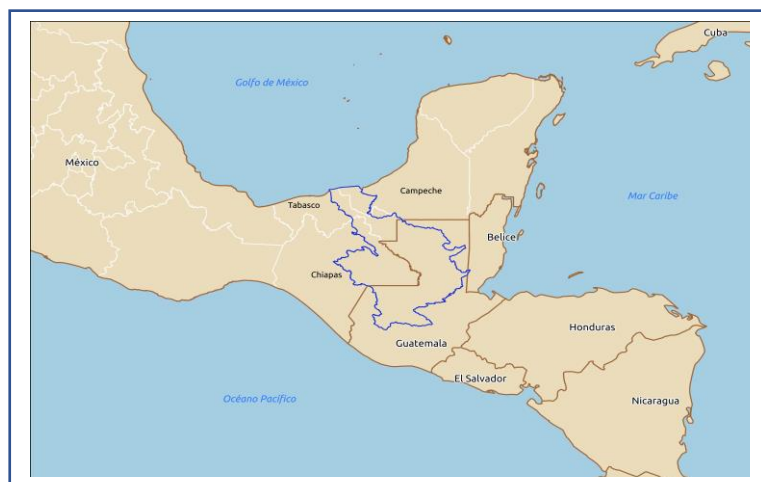 Cuba
Golfo de México
México
Campeche
Mar Caribe
Tabasco
Belice
Chiapas
Honduras
Guatemala
El Salvador
Océano Pacífico
Nicaragua